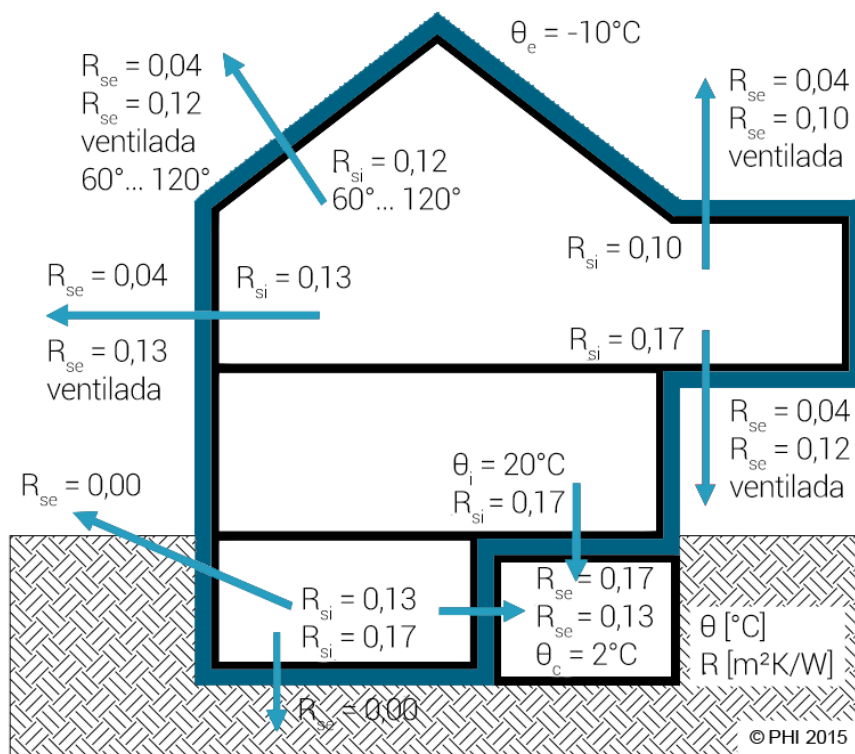 θe = -10°C
Rse = 0,04
Rse = 0,12
ventilada
60°... 120°
Rsi = 0,12
60°... 120°
Rse = 0,04
Rse = 0,10
ventilada
Rsi = 0,10
Rse = 0,04
Rsi = 0,13
Rse = 0,13
ventilada
Rsi = 0,17
Rse = 0,04
Rse = 0,12
ventilada
θi = 20°C
Rsi = 0,17
Rse = 0,00
Rsi = 0,13
Rsi = 0,17
Rse = 0,17
Rse = 0,13
θc = 2°C
θ [°C]
R [m²K/W]
Rse = 0,00
© PHI 2015